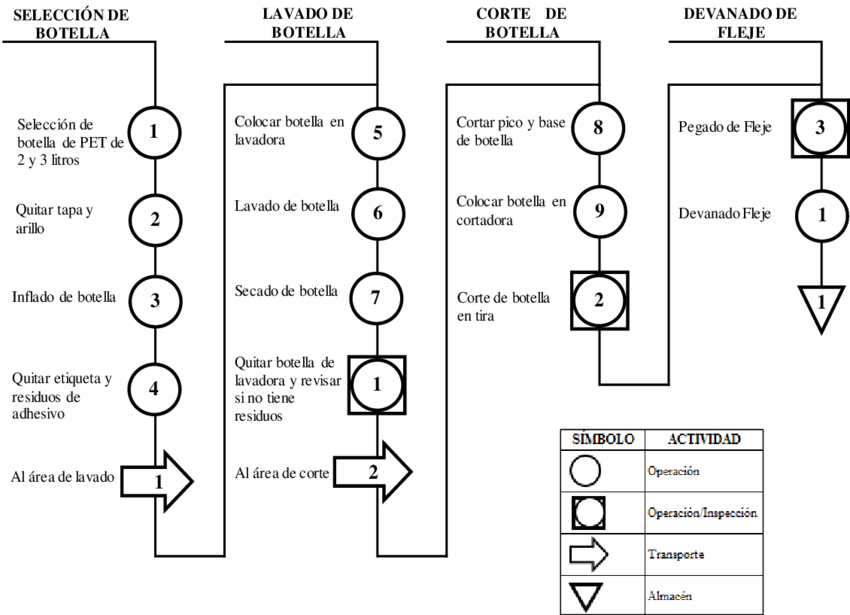 SELECCIÓN DE
BOTELLA
Selección de
botella de PET de
2 y 3 litros
1
Quitar tapa y
arillo
2
Inflado de botella
3
Quitar etiqueta y
residuos de
adhesivo
4
Al área de lavado
1
LAVADO DE
BOTELLA
Colocar botella en
lavadora
5
Lavado de botella
6
Secado de botella
7
Quitar botella de
lavadora y revisar
si no tiene
residuos
1
Al área de corte
2
CORTE DE
BOTELLA
Cortar pico y base
de botella
8
Colocar botella en
cortadora
9
Corte de botella
en tira
2
DEVANADO DE
FLEJE
Pegado de Fleje
3
Devanado Fleje
1
1
SÍMBOLO ACTIVIDAD
Operación
Operación/Inspección
Transporte
Almacén